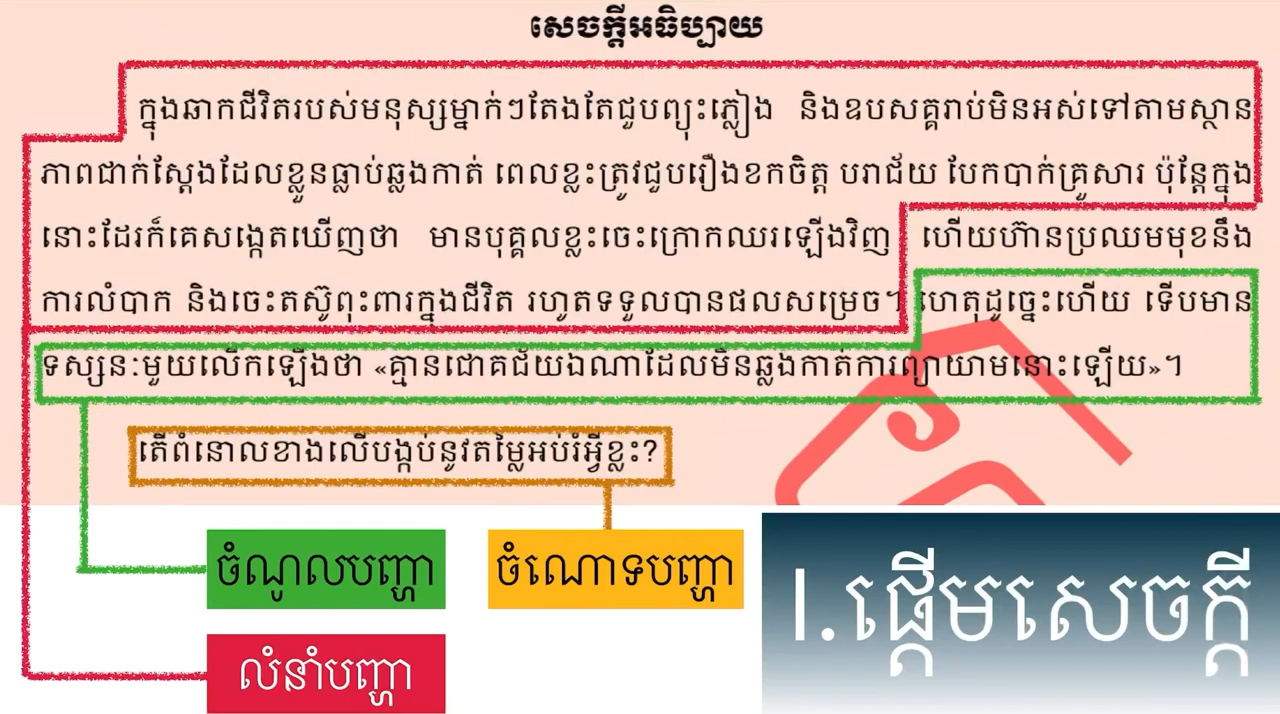 សេចក្តីអធិប្បាយ
ក្នុងឆាកជីវិតរបស់មនុស្សម្នាក់ៗតែងតែជួបព្យុះភ្លៀង និងឧបសគ្គរាប់មិនអស់ទៅតាមស្ថាន
ភាពជាក់ស្តែងដែលខ្លួនធ្លាប់ឆ្លងកាត់ ពេលខ្លះត្រូវជួបរឿងខកចិត្ត បរាជ័យ បែកបាក់គ្រួសារ ប៉ុន្តែក្នុង
នោះដែរក៏គេសង្កេតឃើញថា មានបុគ្គលខ្លះចេះក្រោកឈរឡើងវិញ ហើយហ៊ានប្រឈមមុខនឹង
ការលំបាក និងចេះតស៊ូពុះពារក្នុងជីវិត រហូតទទួលបានផលសម្រេច។ ហេតុដូច្នេះហើយ ទើបមាន
ទស្សនៈមួយលើកឡើងថា «គ្មានជោគជ័យឯណាដែលមិនឆ្លងកាត់ការព្យាយាមនោះឡើយ»។
តើពំនោលខាងលើបង្កប់នូវតម្លៃអប់រំអ្វីខ្លះ?
ចំណូលបញ្ហា
ចំណោទបញ្ហា
I.ផ្តើមសេចក្តី
លំនាំបញ្ហា